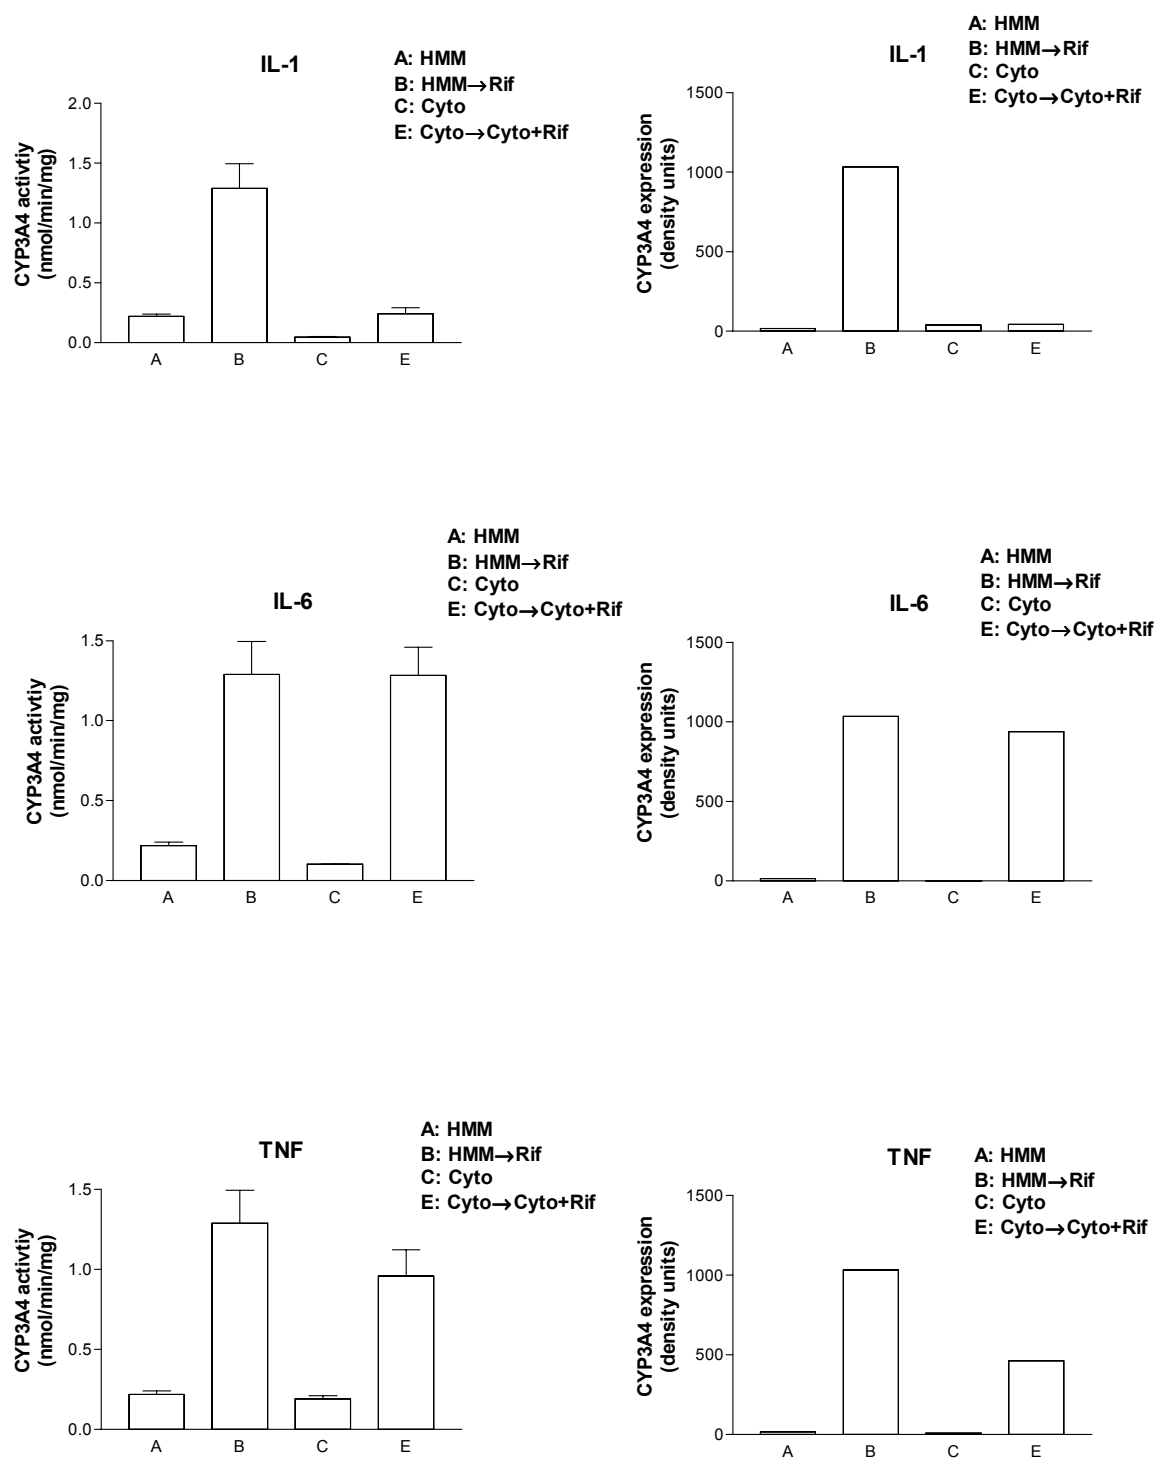 IL-1
A: HMM
B: HMM→Rif
C: Cyto
E: Cyto→Cyto+Rif
CYP3A4 activtiy
(nmol/min/mg)
2.0
1.5
1.0
0.5
0.0
A B C E
IL-1
A: HMM
B: HMM→Rif
C: Cyto
E: Cyto→Cyto+Rif
CYP3A4 expression
(density units)
1500
1000
500
0
A B C E
IL-6
A: HMM
B: HMM→Rif
C: Cyto
E: Cyto→Cyto+Rif
CYP3A4 activtiy
(nmol/min/mg)
1.5
1.0
0.5
0.0
A B C E
IL-6
A: HMM
B: HMM→Rif
C: Cyto
E: Cyto→Cyto+Rif
CYP3A4 expression
(density units)
1500
1000
500
0
A B C E
TNF
A: HMM
B: HMM→Rif
C: Cyto
E: Cyto→Cyto+Rif
CYP3A4 activtiy
(nmol/min/mg)
1.5
1.0
0.5
0.0
A B C E
TNF
A: HMM
B: HMM→Rif
C: Cyto
E: Cyto→Cyto+Rif
CYP3A4 expression
(density units)
1500
1000
500
0
A B C E